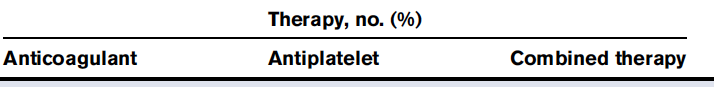 Therapy, no. (%)
Anticoagulant Antiplatelet Combined therapy